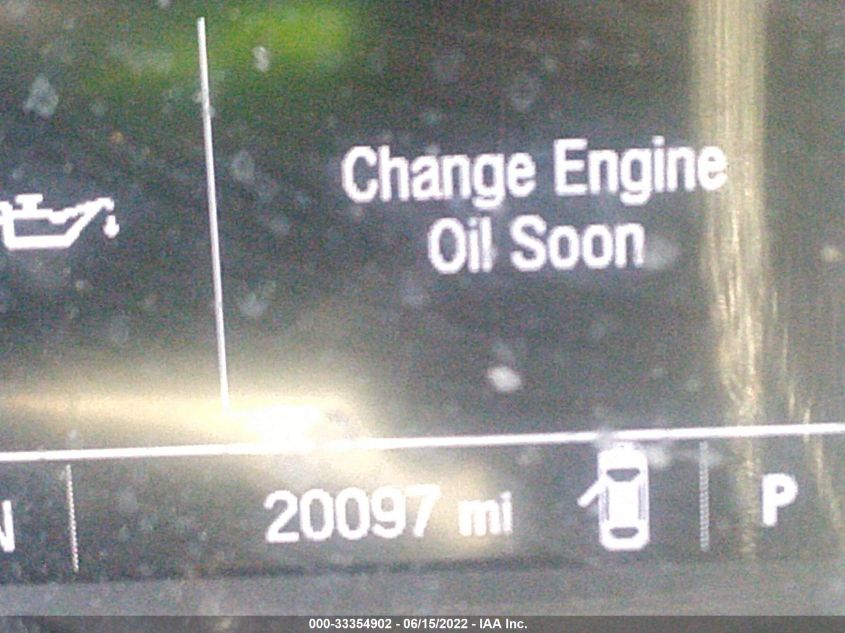 Change Engine
Oil Soon
N
20097 mi
P
000-33354902 - 06/15/2022 - IAA Inc.